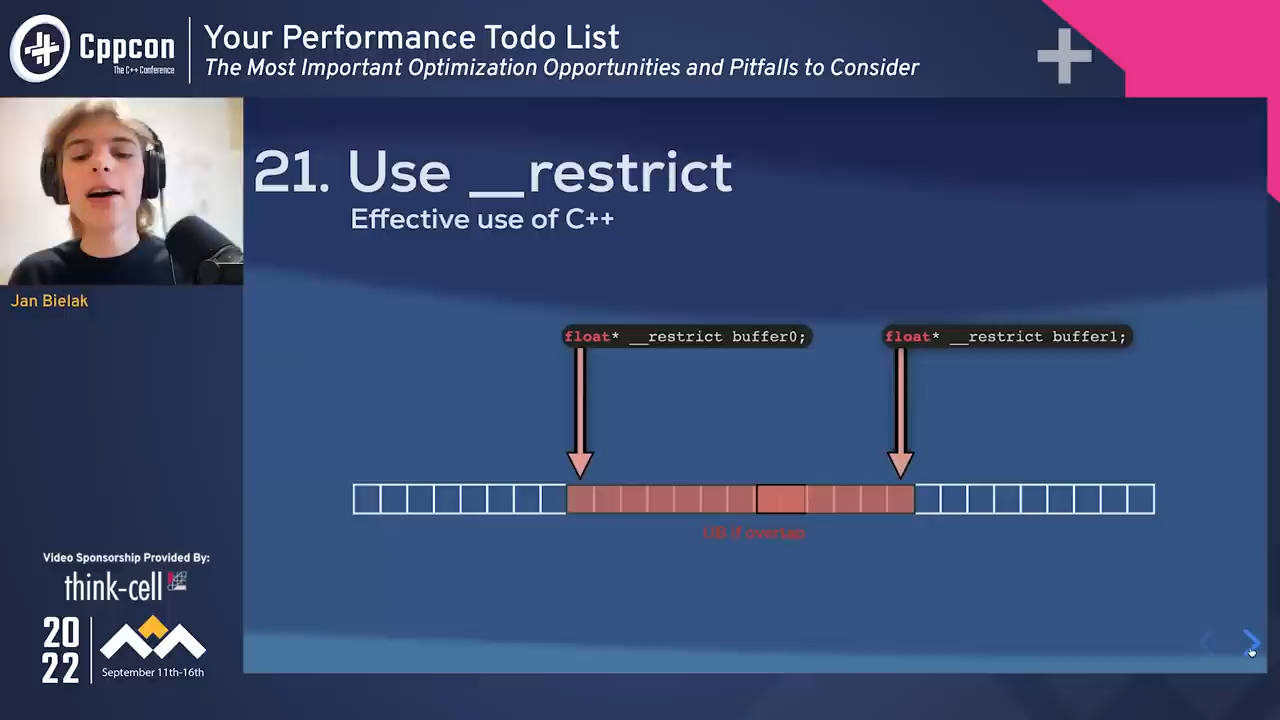 Cppcon
The C++ Conference
Your Performance Todo List
The Most Important Optimization Opportunities and Pitfalls to Consider
Jan Bielak
21. Use __restrict
Effective use of C++
float* __restrict buffer0;
float* __restrict buffer1;
UB if overlap
Video Sponsorship Provided By:
think-cell
20
22
September 11th-16th